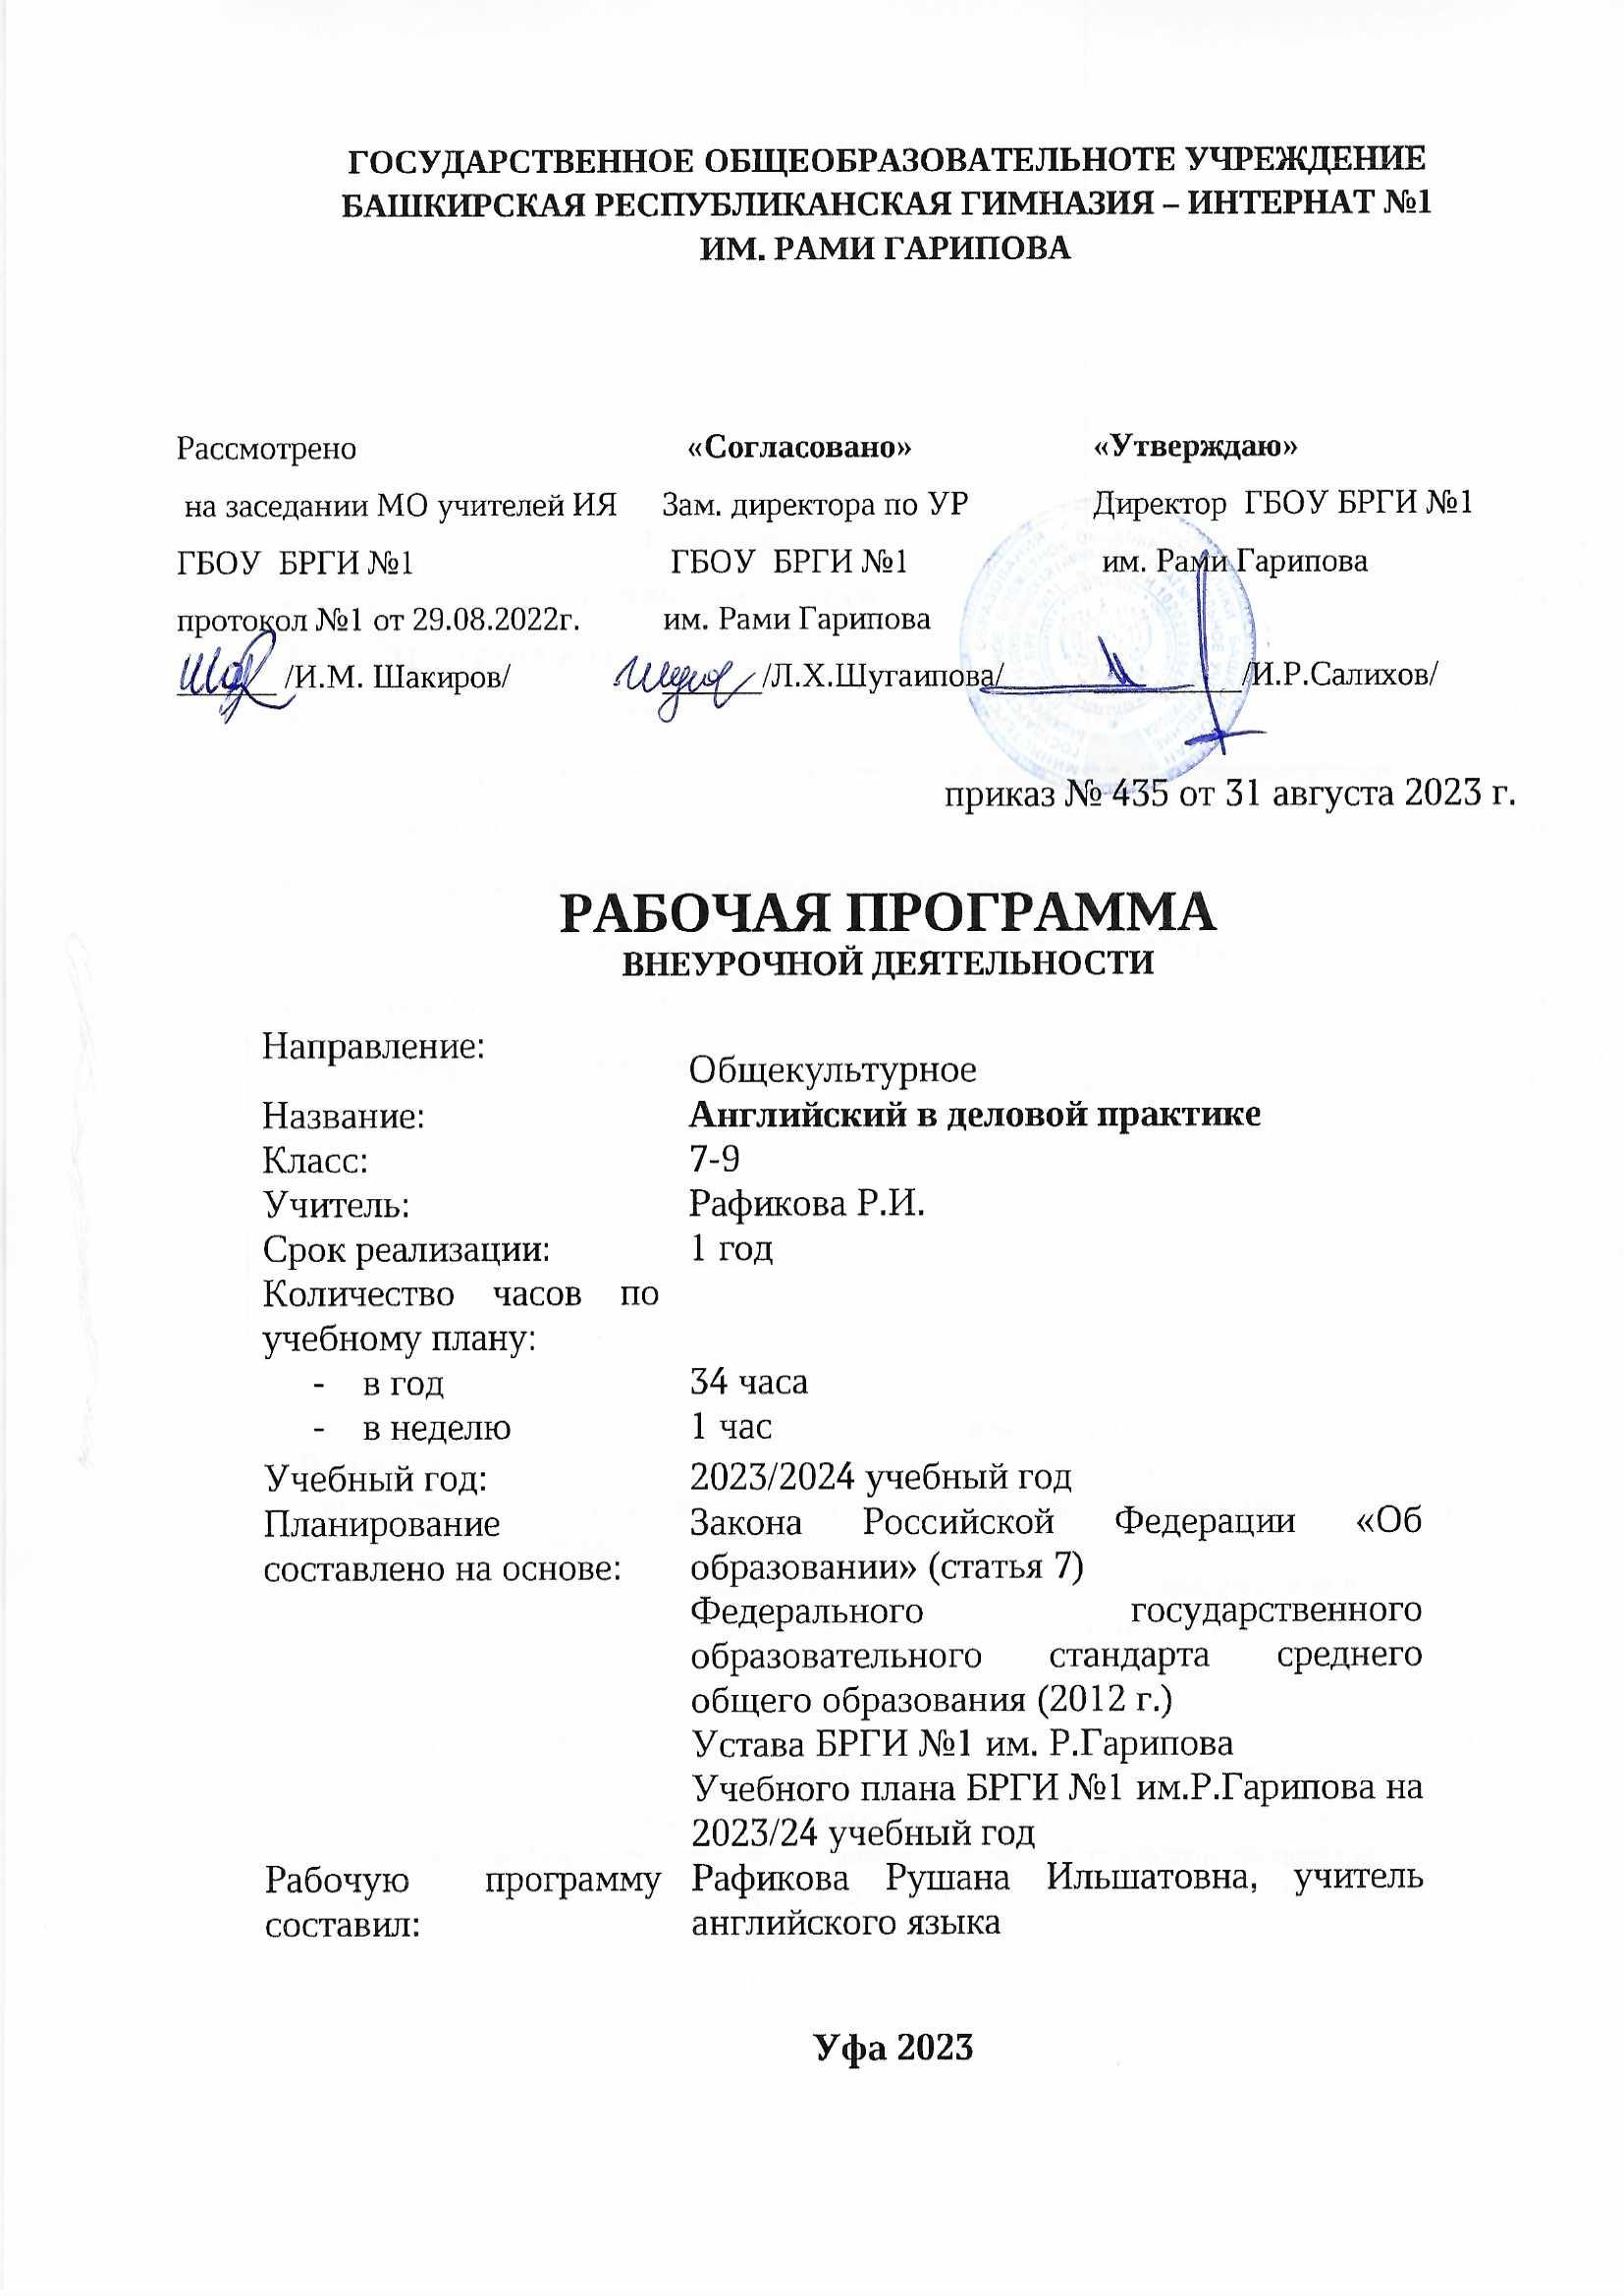 ГОСУДАРСТВЕННОЕ ОБЩЕОБРАЗОВАТЕЛЬНОТЕ УЧРЕЖДЕНИЕ
БАШКИРСКАЯ РЕСПУБЛИКАНСКАЯ ГИМНАЗИЯ – ИНТЕРНАТ №1
ИМ. РАМИ ГАРИПОВА
Рассмотрено «Согласовано» «Утверждаю»
на заседании МО учителей ИЯ Зам. директора по УР Директор ГБОУ БРГИ №1
ГБОУ БРГИ №1 ГБОУ БРГИ №1 им. Рами Гарипова
протокол №1 от 29.08.2022г. им. Рами Гарипова
/И.М. Шакиров/ /Л.Х.Шугаипова/ /И.Р.Салихов/
приказ № 435 от 31 августа 2023 г.
РАБОЧАЯ ПРОГРАММА
ВНЕУРОЧНОЙ ДЕЯТЕЛЬНОСТИ
Направление:
Общекультурное
Название: Английский в деловой практике
Класс: 7-9
Учитель: Рафикова Р.И.
Срок реализации: 1 год
Количество часов по
учебному плану:
- в год 34 часа
- в неделю 1 час
Учебный год: 2023/2024 учебный год
Планирование Закона Российской Федерации «Об
составлено на основе: образовании» (статья 7)
Федерального государственного
образовательного стандарта среднего
общего образования (2012 г.)
Устава БРГИ №1 им. Р.Гарипова
Учебного плана БРГИ №1 им.Р.Гарипова на
2023/24 учебный год
Рабочую программу Рафикова Рушана Ильшатовна, учитель
составил: английского языка
Уфа 2023